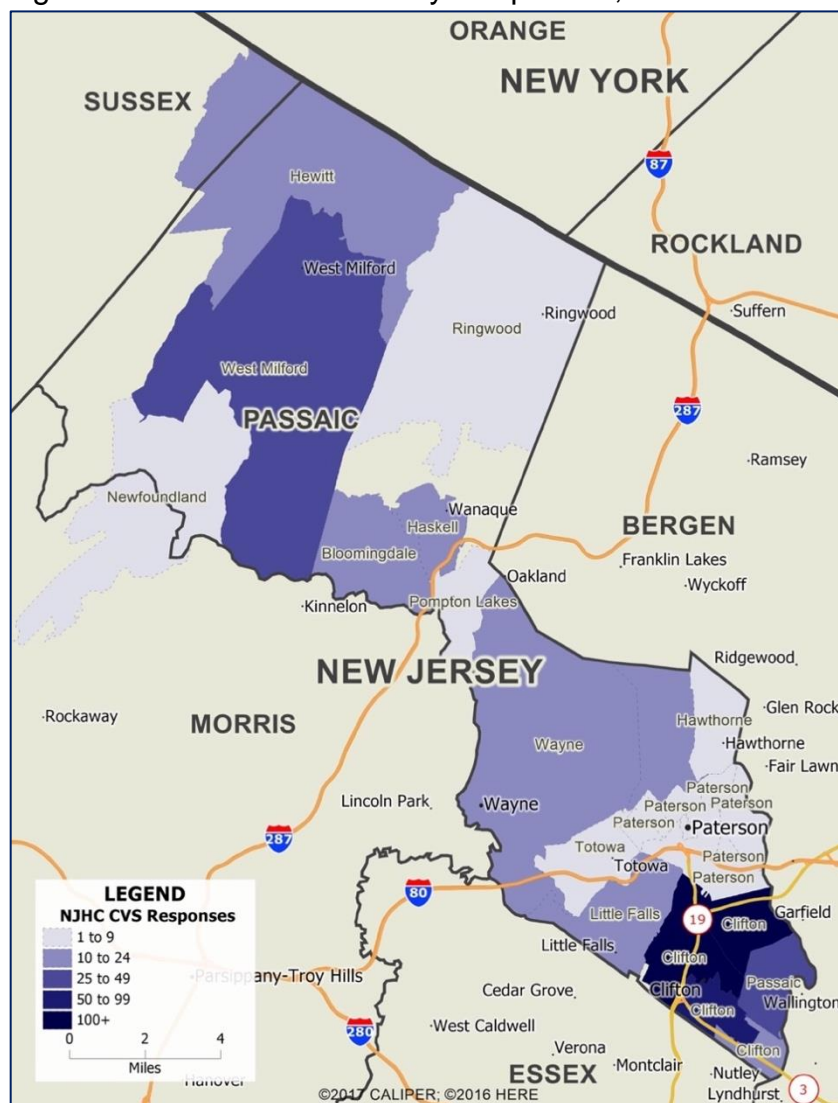 ORANGE
NEW YORK
SUSSEX
87
Hewitt
ROCKLAND
West Milford
Suffern
Ringwood
Ringwood
West Milford
287
PASSAIC
Ramsey
Newfoundland
Wanaque
Haskell
BERGEN
Bloomingdale
Franklin Lakes
Oakland
Wyckoff
Kinnelon
Pompton Lakes
NEW JERSEY
Ridgewood
Glen Rock
Rockaway
MORRIS
Hawthorne
Wayne
Hawthorne
Fair Lawn
Paterson
Lincoln Park
Wayne
Paterson
Paterson
Paterson
Paterson
287
Totowa
Paterson
Totowa
Paterson
80
LEGEND
NJHC CVS Responses
1 to 9
10 to 24
25 to 49
50 to 99
100+
0 2 4
Miles
Little Falls
19
Clifton
Garfield
Little Falls
Clifton
Parsippany-Troy Hills
Passaic
Cedar Grove
Clifton
Wallington
Clifton
280
West Caldwell
Clifton
Verona
Montclair
Nutley
ESSEX
Hanover
Lyndhurst
3
©2017 CALIPER; ©2016 HERE